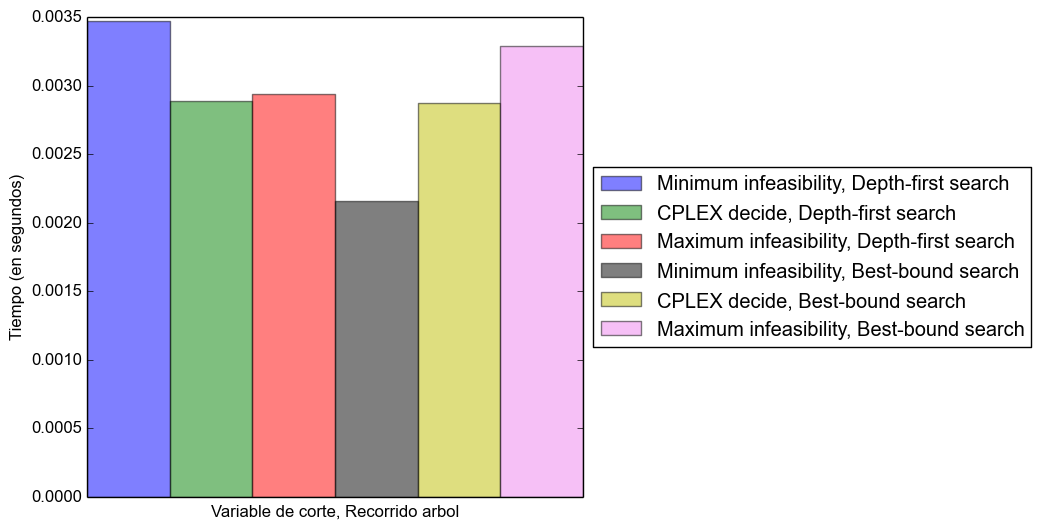 0.0035
0.0030
0.0025
0.0020
0.0015
0.0010
0.0005
0.0000
Tiempo (en segundos)
Variable de corte, Recorrido arbol
Minimum infeasibility, Depth-first search
CPLEX decide, Depth-first search
Maximum infeasibility, Depth-first search
Minimum infeasibility, Best-bound search
CPLEX decide, Best-bound search
Maximum infeasibility, Best-bound search